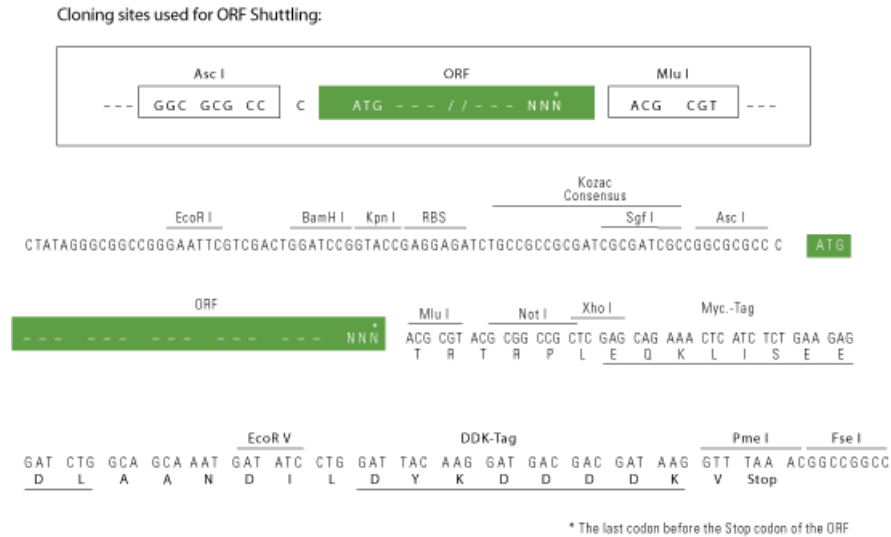 Cloning sites used for ORF Shuttling:
Asc I ORF Mlu I
--- GGC GCG CC C ATG --- // --- NNN* ACG CGT ---
Kozac
Consensus
EcoR I BamH I Kpn I RBS Sgf I Asc I
CTATAGGGCGGCCGGGAATTCGTCGACTGGATCCGGTACCGAGGAGATCTGCCGCCGCGATCGCGATCGCCGGCGCGCC C ATG
ORF Mlu I Not I Xho I Myc.-Tag
--- --- --- --- --- NNN* ACG CGT ACG CGG CCG CTC GAG CAG AAA CTC ATC TCT GAA GAG
T R T R P L E Q K L I S E E
EcoR V DDK-Tag Pme I Fse I
GAT CTG GCA GCA AAT GAT ATC CTG GAT TAC AAG GAT GAC GAC GAT AAG GTT TAA ACGGCCGGCC
D L A A N D I L D Y K D D D D K V Stop
* The last codon before the Stop codon of the ORF